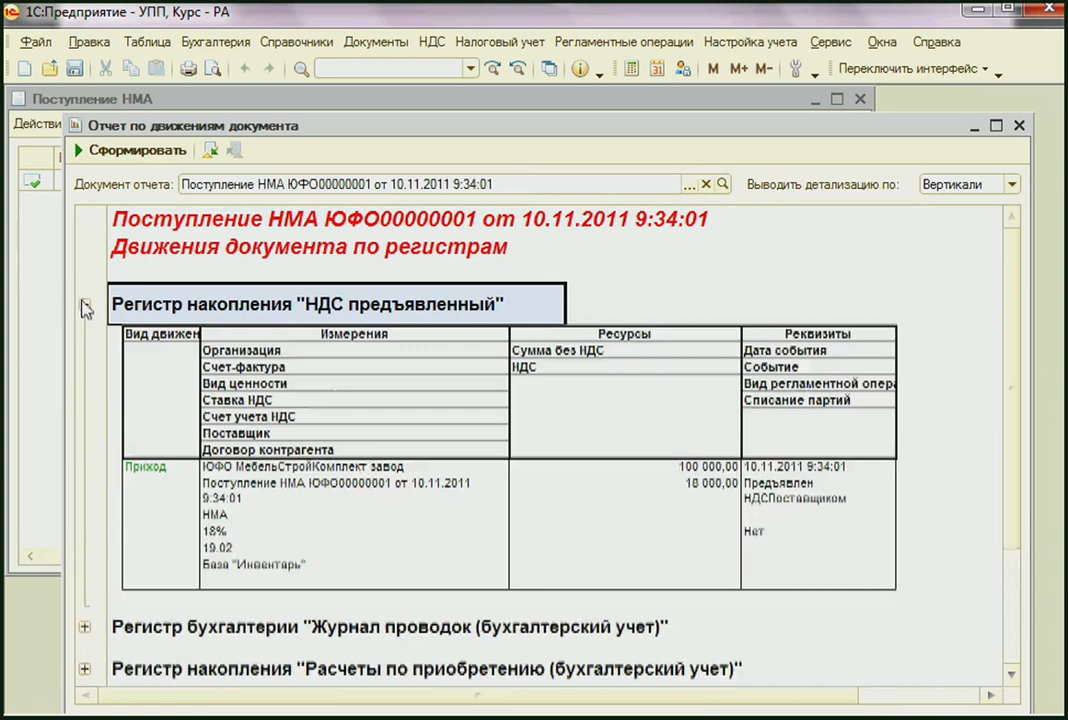 1С:Предприятие - УПП, Курс - РА
Файл Правка Таблица Бухгалтерия Справочники Документы НДС Налоговый учет Регламентные операции Настройка учета Сервис Окна Справка
M M+ M- Переключить интерфейс
Поступление НМА
Действи
Отчет по движениям документа
Сформировать
Документ отчета: Поступление НМА ЮФО00000001 от 10.11.2011 9:34:01 ... Выводить детализацию по: Вертикали
Поступление НМА ЮФО00000001 от 10.11.2011 9:34:01
Движения документа по регистрам
Регистр накопления "НДС предъявленный"
Вид движен Измерения Ресурсы Реквизиты
Организация Сумма без НДС Дата события
Счет-фактура НДС Событие
Вид ценности Вид регламентной опера
Ставка НДС Списание партий
Счет учета НДС
Поставщик
Договор контрагента
Приход ЮФО МебельСтройКомплект завод 100 000,00 10.11.2011 9:34:01
Поступление НМА ЮФО00000001 от 10.11.2011 18 000,00 Предъявлен
9:34:01 НДСПоставщиком
НМА
18% Нет
19.02
База "Инвентарь"
Регистр бухгалтерии "Журнал проводок (бухгалтерский учет)"
Регистр накопления "Расчеты по приобретению (бухгалтерский учет)"